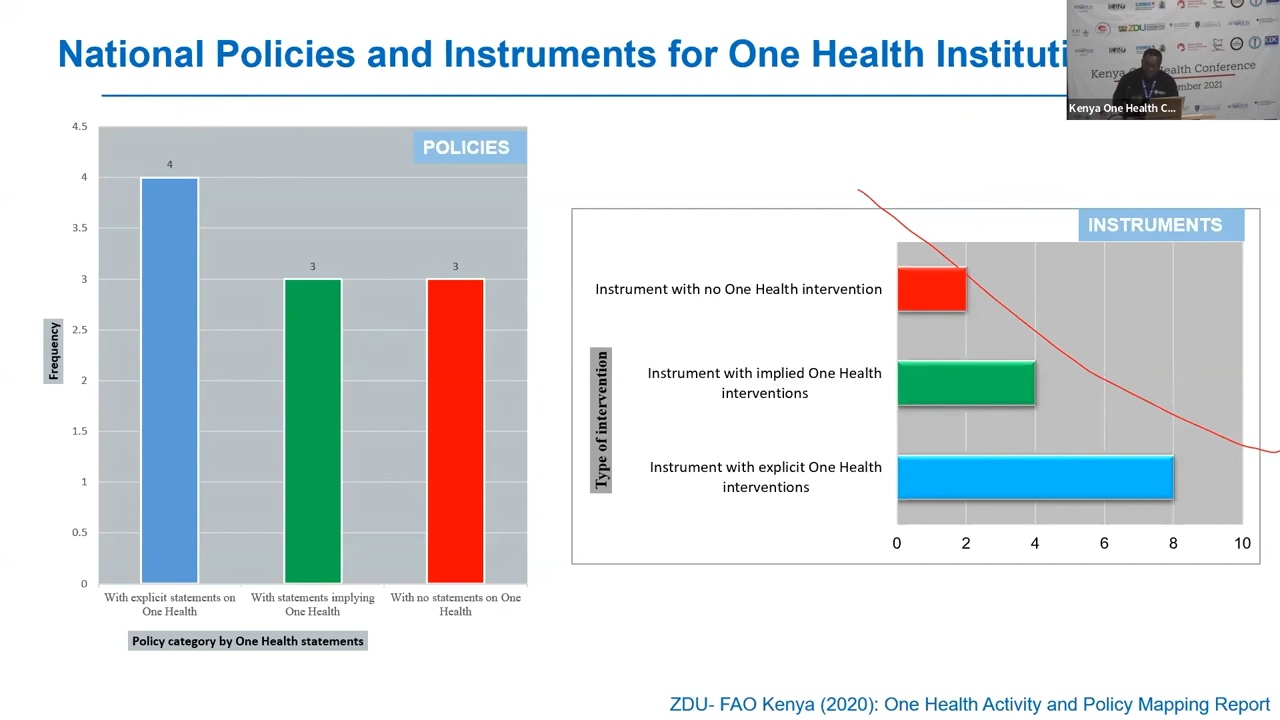 National Policies and Instruments for One Health Instituti
ZDU
Kenya One Health Conference
mber 2021
Kenya One Health C...
POLICIES
4.5
4
3.5
3
2.5
2
1.5
1
0.5
0
Frequency
4
3
3
With explicit statements on
One Health
With statements implying
One Health
With no statements on One
Health
Policy category by One Health statements
INSTRUMENTS
Type of intervention
Instrument with no One Health intervention
Instrument with implied One Health
interventions
Instrument with explicit One Health
interventions
0 2 4 6 8 10
ZDU- FAO Kenya (2020): One Health Activity and Policy Mapping Report